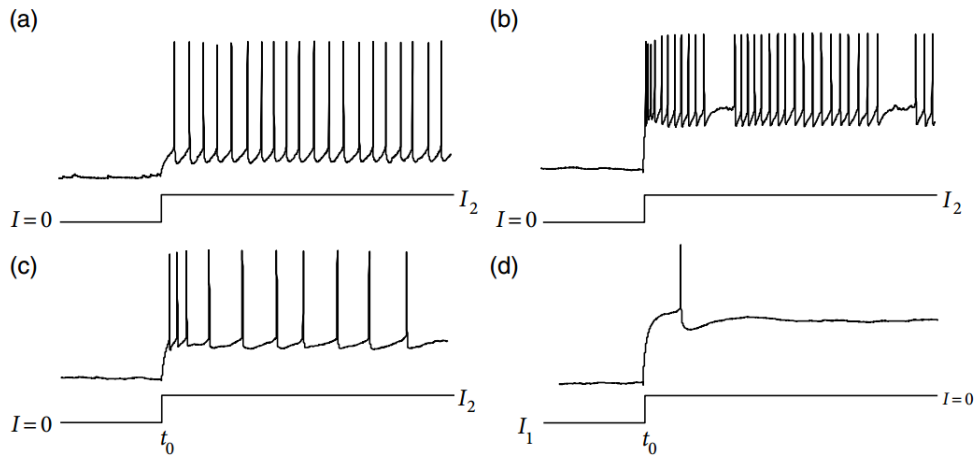 (a)
I = 0
I₂
(b)
I = 0
I₂
(c)
I = 0
t₀
I₂
(d)
I₁
t₀
I = 0